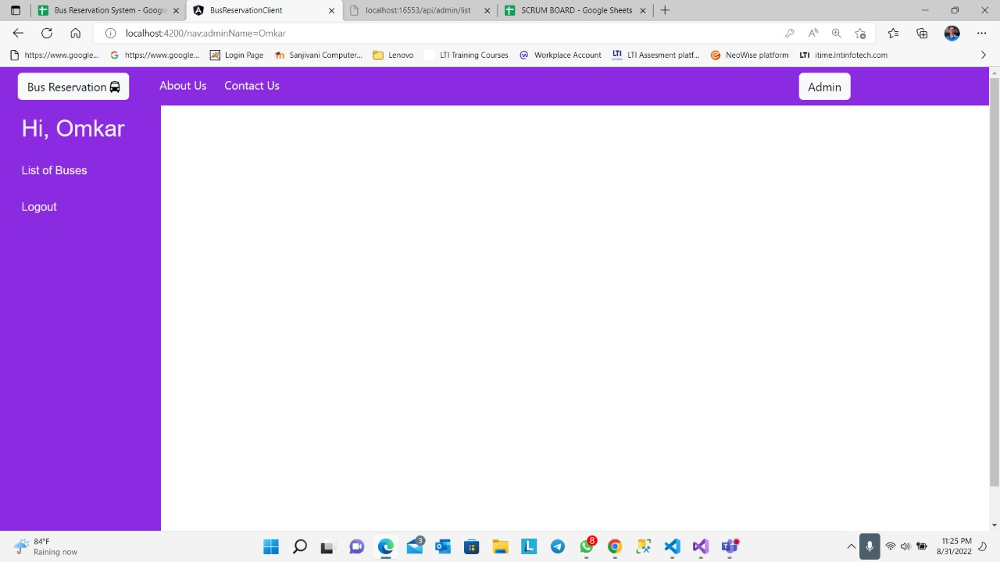 Bus Reservation System - Google
BusReservationClient
localhost:16553/api/admin/list
SCRUM BOARD - Google Sheets
localhost:4200/nav;adminName=Omkar
https://www.google...
https://www.google...
Login Page
Sanjivani Computer...
Lenovo
LTI Training Courses
Workplace Account
LTI
LTI Assesment platf...
NeoWise platform
LTI
itime.lntinfotech.com
Bus Reservation
About Us
Contact Us
Admin
Hi, Omkar
List of Buses
Logout
84°F
Raining now
3
L
8
11:25 PM
8/31/2022